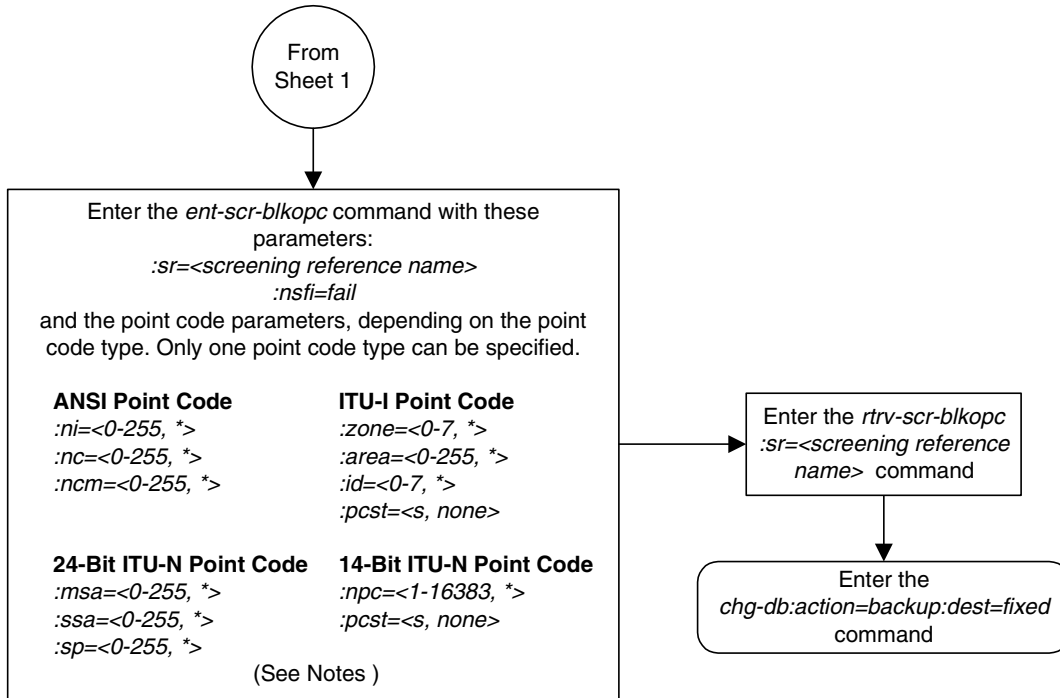 From
Sheet 1
Enter the ent-scr-blkopc command with these
parameters:
:sr=<screening reference name>
:nsfi=fail
and the point code parameters, depending on the point
code type. Only one point code type can be specified.
ANSI Point Code
:ni=<0-255, *>
:nc=<0-255, *>
:ncm=<0-255, *>
ITU-I Point Code
:zone=<0-7, *>
:area=<0-255, *>
:id=<0-7, *>
:pcst=<s, none>
24-Bit ITU-N Point Code
:msa=<0-255, *>
:ssa=<0-255, *>
:sp=<0-255, *>
14-Bit ITU-N Point Code
:npc=<1-16383, *>
:pcst=<s, none>
(See Notes )
Enter the rtrv-scr-blkopc
:sr=<screening reference
name> command
Enter the
chg-db:action=backup:dest=fixed
command